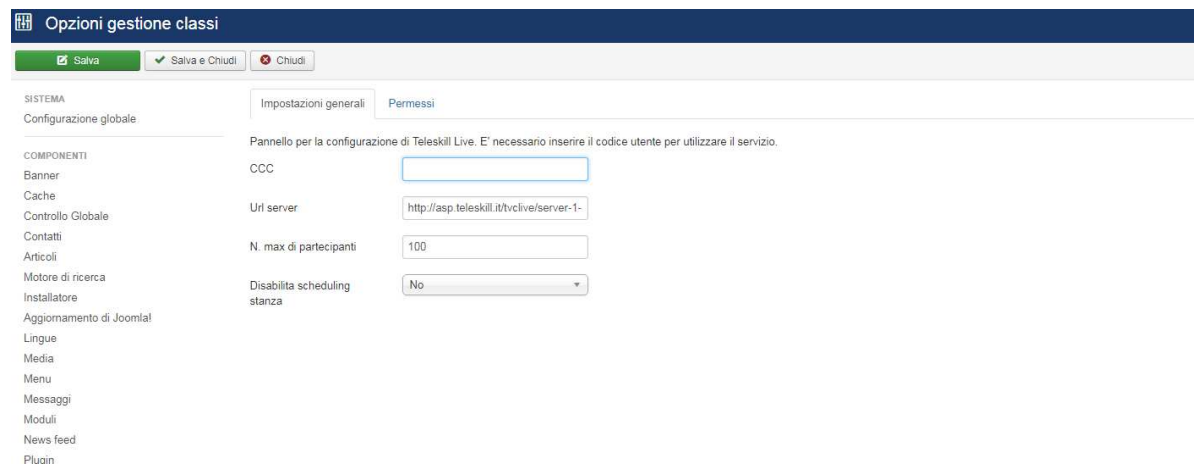 Opzioni gestione classi
Salva
Salva e Chiudi
Chiudi
SISTEMA
Configurazione globale
COMPONENTI
Banner
Cache
Controllo Globale
Contatti
Articoli
Motore di ricerca
Installatore
Aggiornamento di Joomla!
Lingue
Media
Menu
Messaggi
Moduli
News feed
Plugin
Impostazioni generali
Permessi
Pannello per la configurazione di Teleskill Live. E' necessario inserire il codice utente per utilizzare il servizio.
CCC
Url server
http://asp.teleskill.it/tvclive/server-1-
N. max di partecipanti
100
Disabilita scheduling
stanza
No